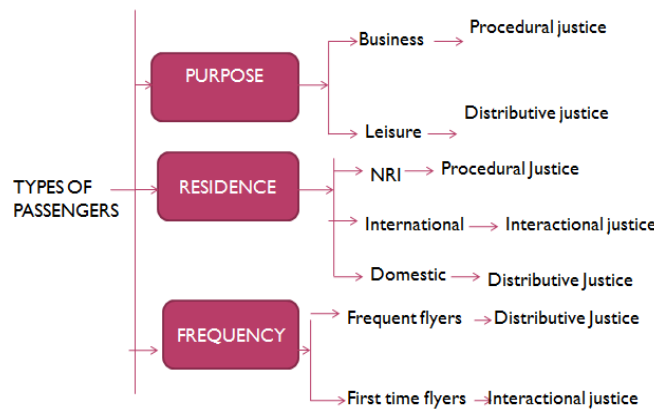 TYPES OF
PASSENGERS
PURPOSE
Business
Procedural justice
Leisure
Distributive justice
RESIDENCE
NRI
Procedural Justice
International
Interactional justice
Domestic
Distributive Justice
FREQUENCY
Frequent flyers
Distributive Justice
First time flyers
Interactional justice